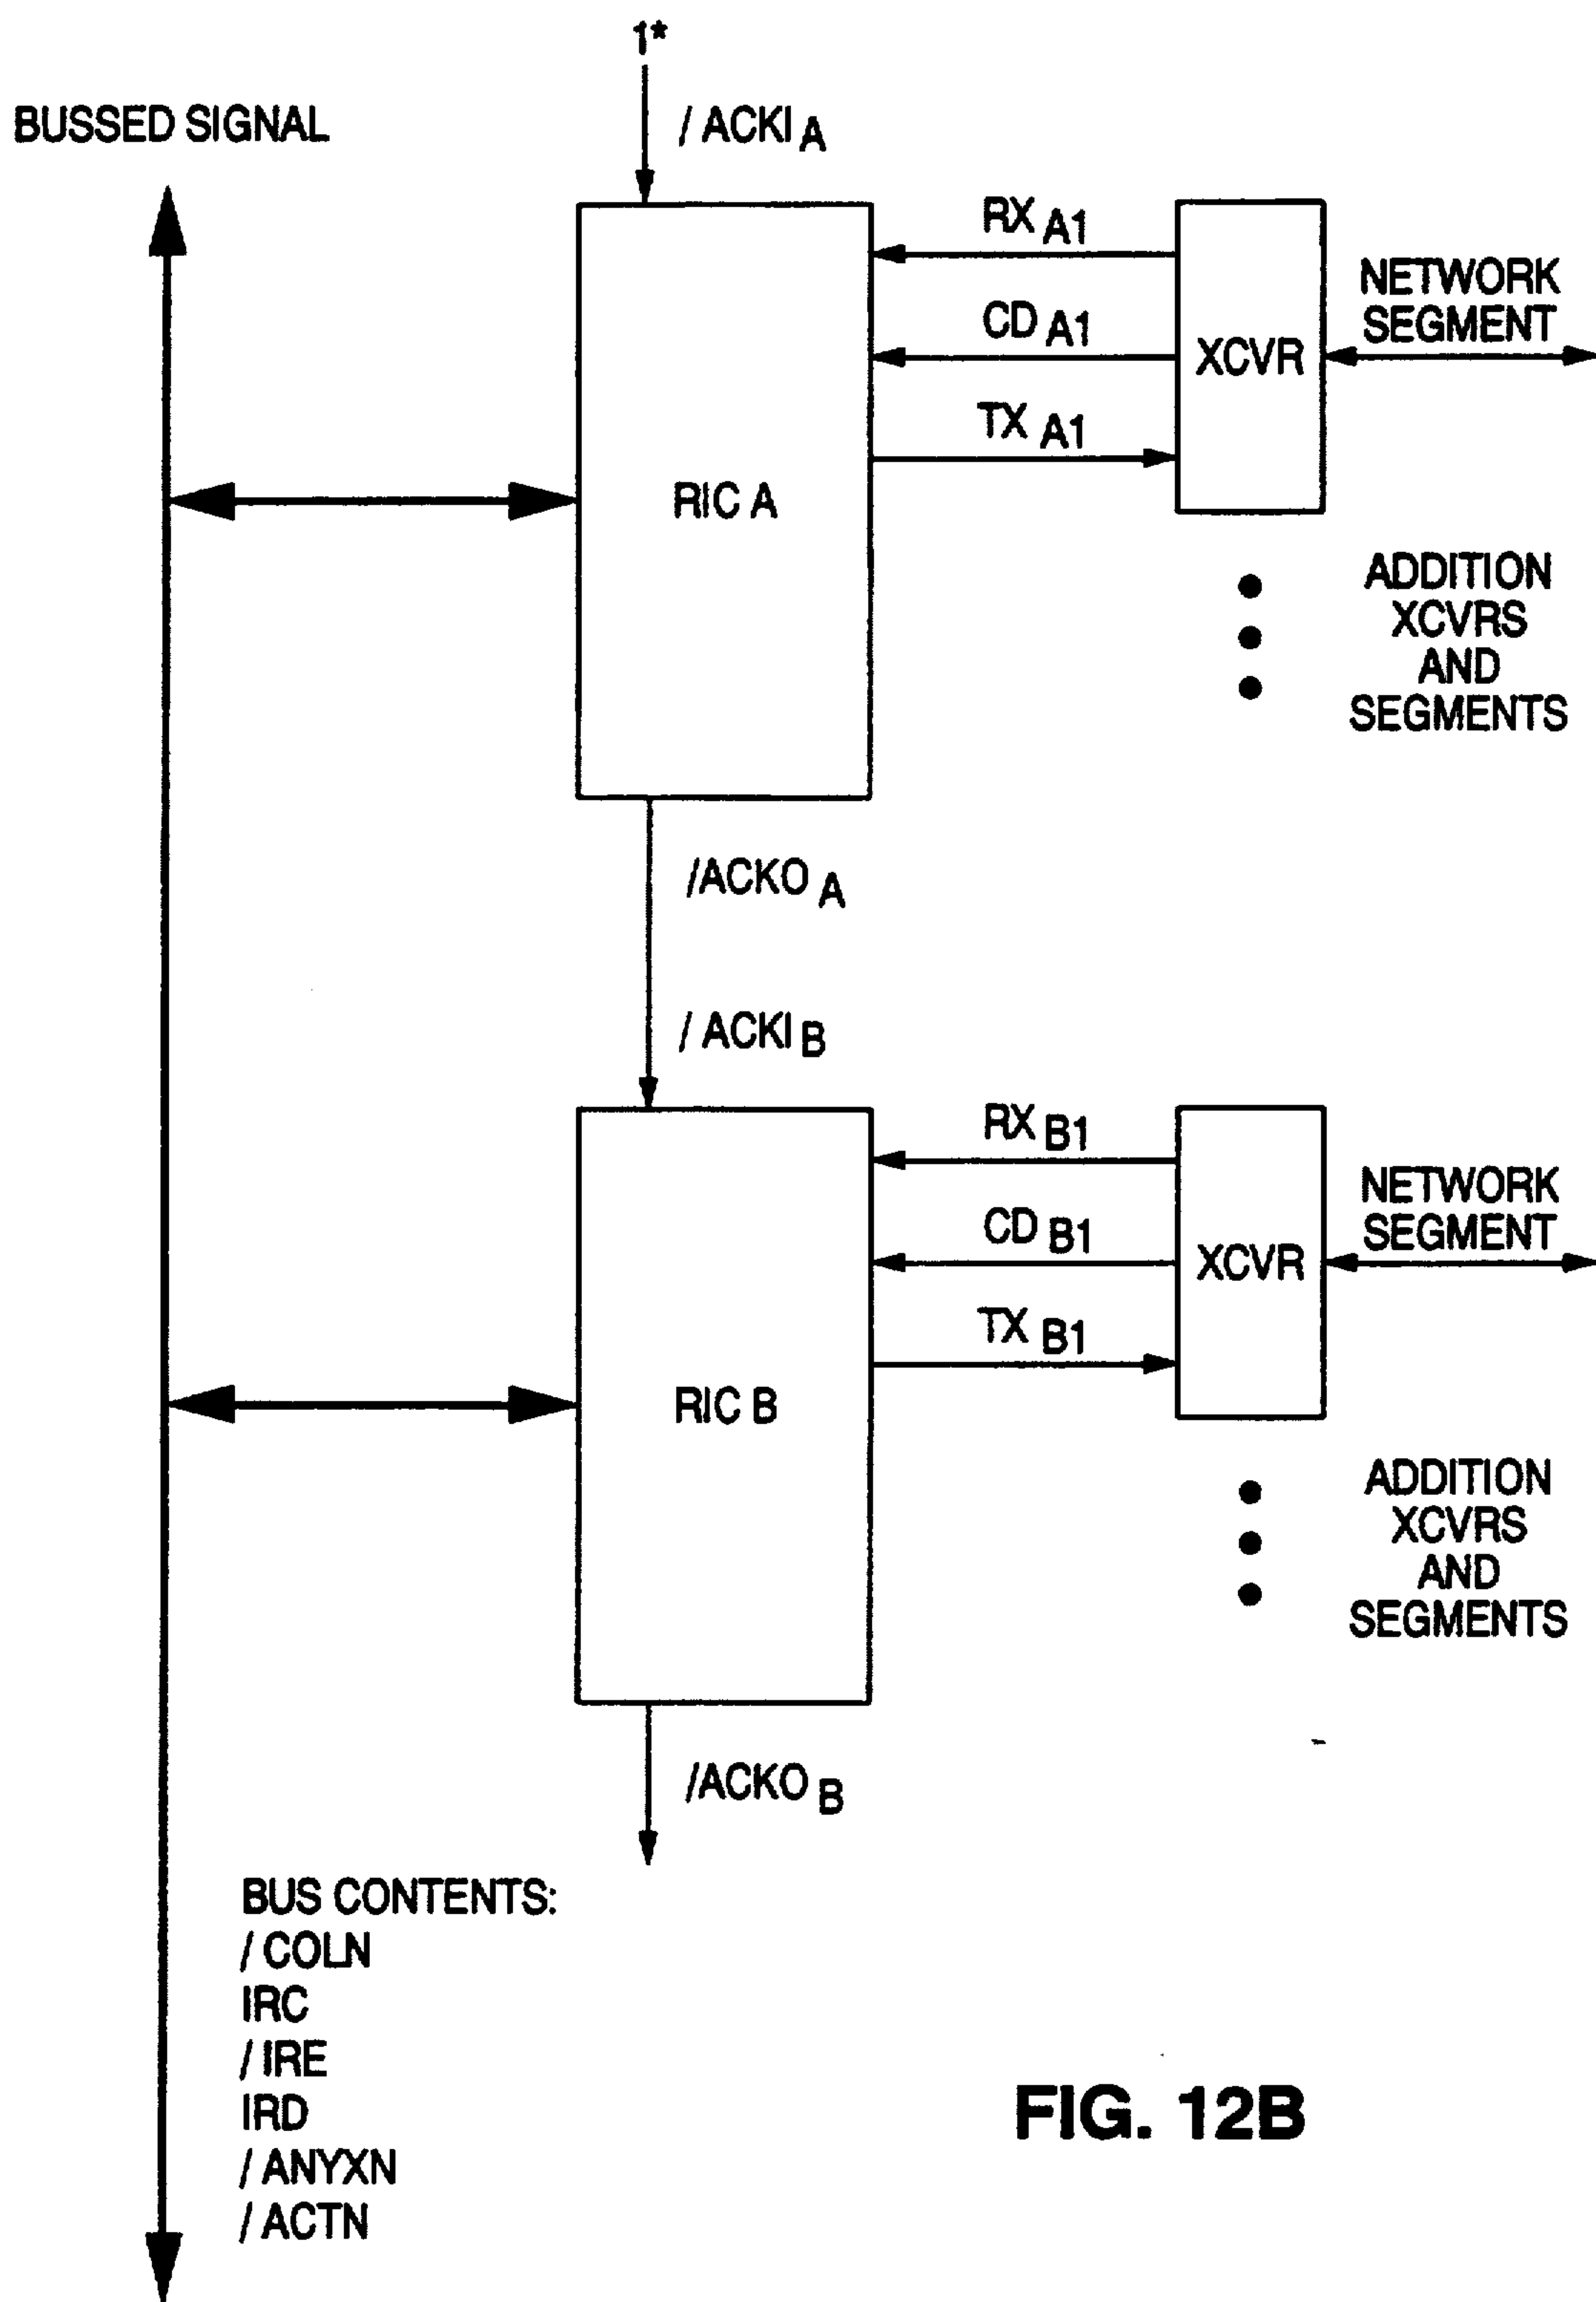 1*
BUSSED SIGNAL
/ ACKI A
RX A1
CD A1
TX A1
XCVR
NETWORK
SEGMENT
RIC A
ADDITION
XCVRS
AND
SEGMENTS
/ACKO A
/ ACKI B
RX B1
CD B1
TX B1
XCVR
NETWORK
SEGMENT
RIC B
ADDITION
XCVRS
AND
SEGMENTS
/ACKO B
BUS CONTENTS:
/ COLN
IRC
/ IRE
IRD
/ ANYXN
/ ACTN
FIG. 12B